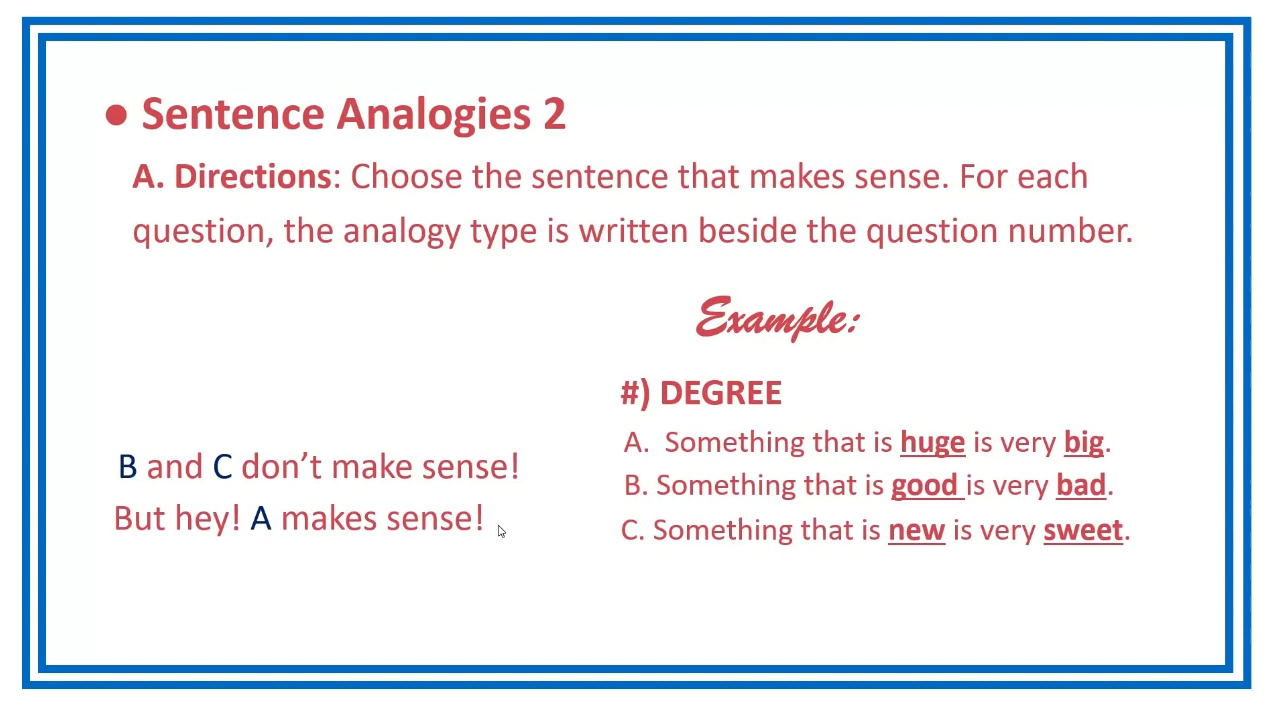 ● Sentence Analogies 2
A. Directions: Choose the sentence that makes sense. For each
question, the analogy type is written beside the question number.
Example:
#) DEGREE
A. Something that is huge is very big.
B. Something that is good is very bad.
C. Something that is new is very sweet.
B and C don’t make sense!
But hey! A makes sense!